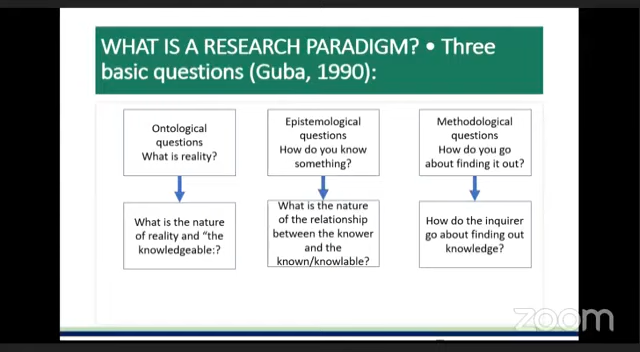 WHAT IS A RESEARCH PARADIGM? • Three
basic questions (Guba, 1990):
Ontological
questions
What is reality?
Epistemological
questions
How do you know
something?
Methodological
questions
How do you go
about finding it out?
What is the nature
of reality and “the
knowledgeable:?
What is the nature
of the relationship
between the knower
and the
known/knowlable?
How do the inquirer
go about finding out
knowledge?
zoom